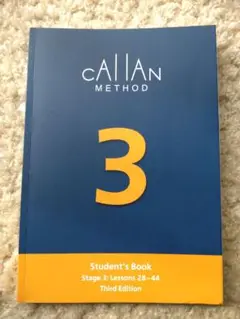 CALLAN
METHOD
3
Student's Book
Stage 3: Lessons 28–44
Third Edition